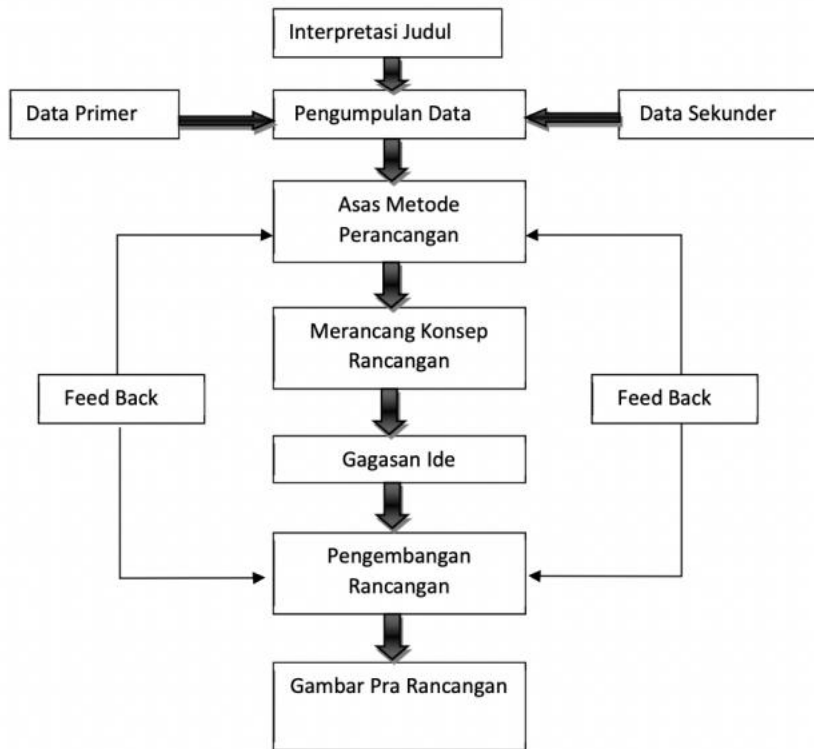 Interpretasi Judul
Data Primer
Pengumpulan Data
Data Sekunder
Asas Metode
Perancangan
Merancang Konsep
Rancangan
Feed Back
Feed Back
Gagasan Ide
Pengembangan
Rancangan
Gambar Pra Rancangan